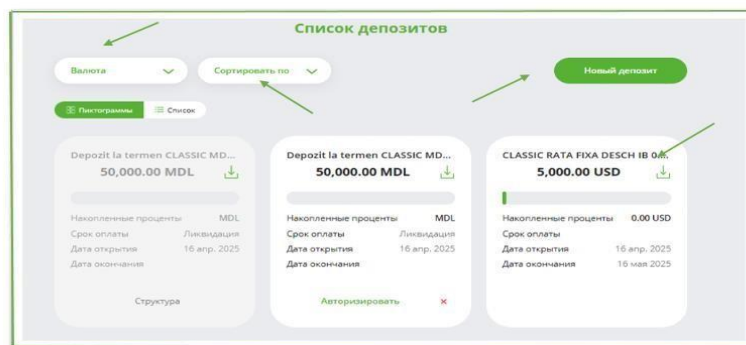 Список депозитов
Валюта
Сортировать по
Новый депозит
Пиктограммы
Список
Depozit la termen CLASSIC MD...
50,000.00 MDL
Накопленные проценты MDL
Срок оплаты Ликвидация
Дата открытия 16 апр. 2025
Дата окончания
Структура
Depozit la termen CLASSIC MD...
50,000.00 MDL
Накопленные проценты MDL
Срок оплаты Ликвидация
Дата открытия 16 апр. 2025
Дата окончания
Авторизировать ×
CLASSIC RATA FIXA DESCH IB 0...
5,000.00 USD
Накопленные проценты 0.00 USD
Срок оплаты
Дата открытия 16 апр. 2025
Дата окончания 16 мая 2025